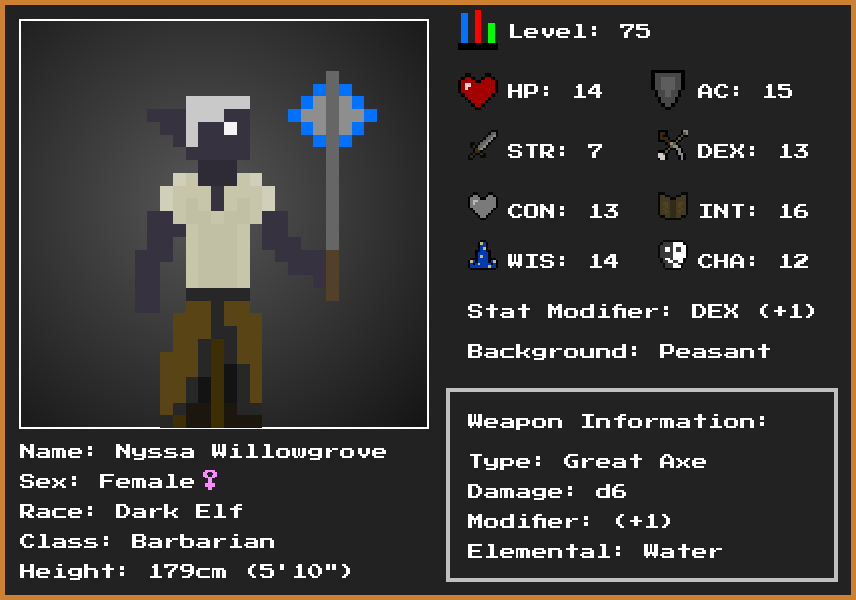 Level: 75
HP: 14
AC: 15
STR: 7
DEX: 13
CON: 13
INT: 16
WIS: 14
CHA: 12
Stat Modifier: DEX (+1)
Background: Peasant
Weapon Information:
Type: Great Axe
Damage: d6
Modifier: (+1)
Elemental: Water
Name: Nyssa Willowgrove
Sex: Female♀
Race: Dark Elf
Class: Barbarian
Height: 179cm (5'10")